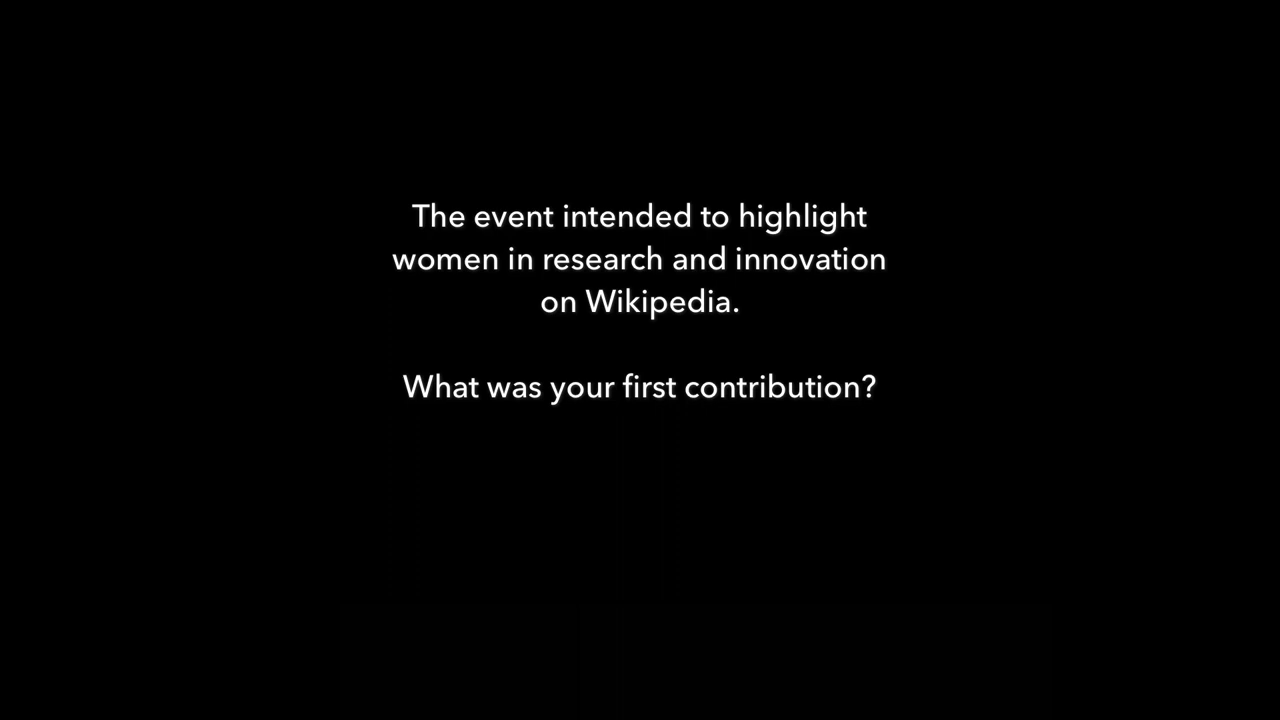 The event intended to highlight
women in research and innovation
on Wikipedia.
What was your first contribution?